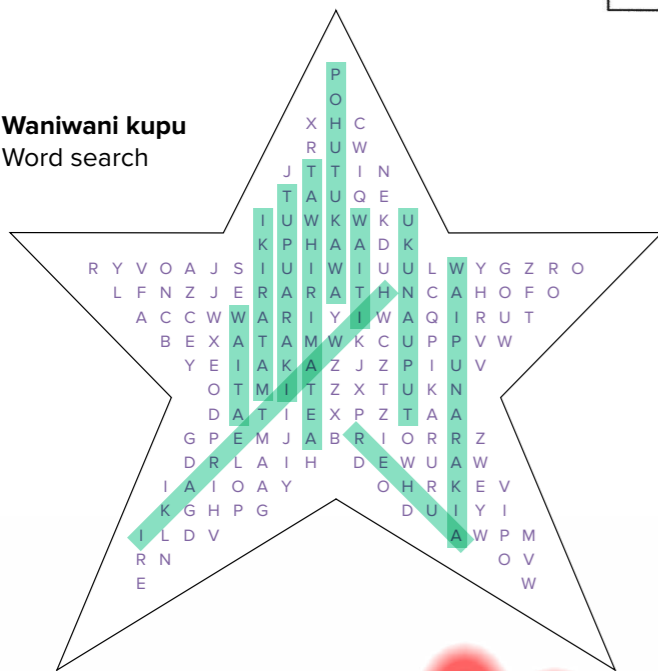 Waniwani kupu
Word search
P
O
X H C
R U W
J T T I N
T A U Q E
I U W K W K U
K P H A A D K
R Y V O A J S I U I W I U U L W Y G Z R O
L F N Z J E R A R A T H N C A H O F O
A C C W W A R I Y I W A Q I R U T
B E X A T A M W K C U P P V W
Y E I A K A Z J Z P I U V
O T M I T Z X T U K N
D A T I E X P Z T A A
G P E M J A B R I O R R Z
D R L A I H D E W U A W
I A I O A Y O H R K E V
K G H P G D U I Y I
I L D V A W P M
R N O V
E W